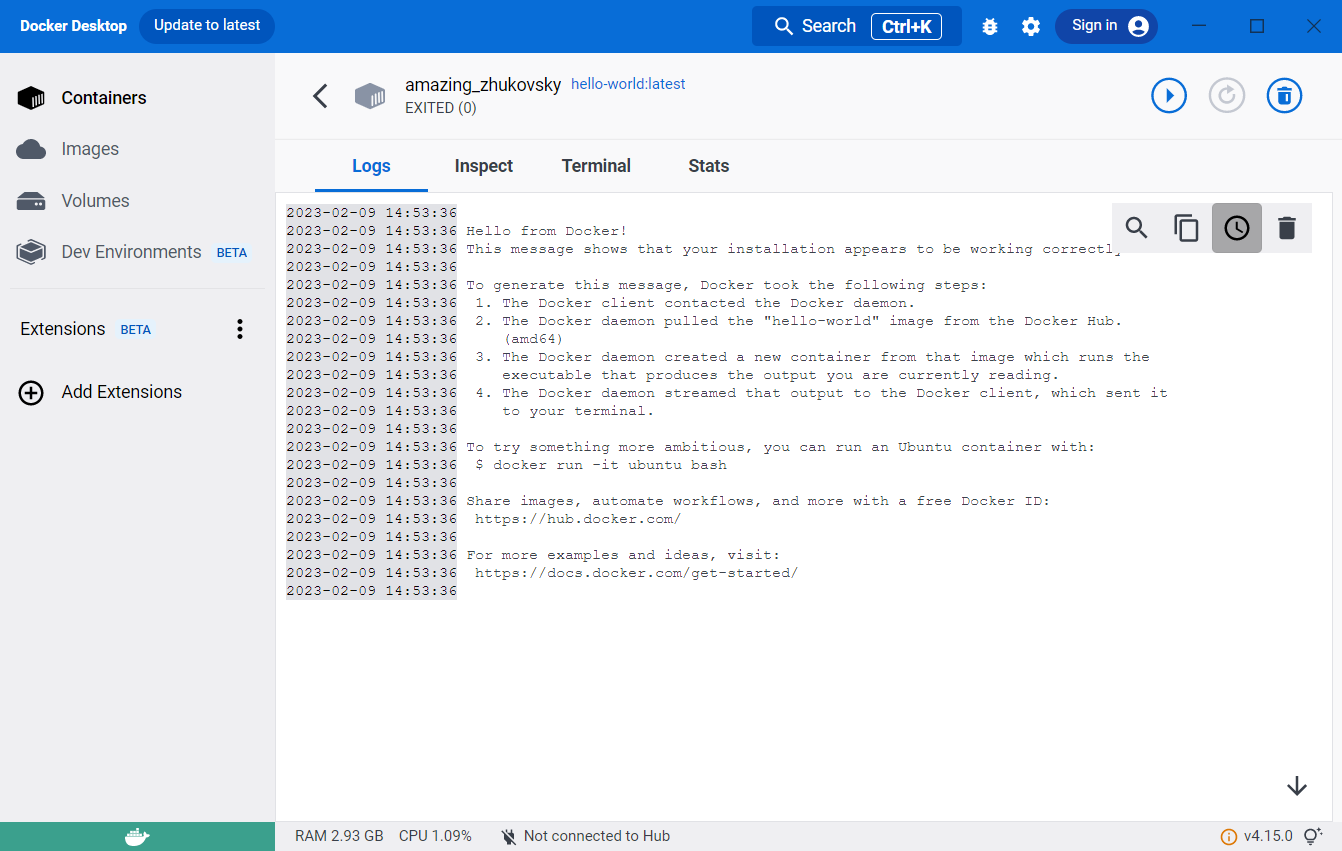 Docker Desktop Update to latest Search Ctrl+K Sign in
Containers
Images
Volumes
Dev Environments BETA
Extensions BETA
Add Extensions
amazing_zhukovsky hello-world:latest
EXITED (0)
Logs Inspect Terminal Stats
2023-02-09 14:53:36
2023-02-09 14:53:36 Hello from Docker!
2023-02-09 14:53:36 This message shows that your installation appears to be working correctly
2023-02-09 14:53:36
2023-02-09 14:53:36 To generate this message, Docker took the following steps:
2023-02-09 14:53:36 1. The Docker client contacted the Docker daemon.
2023-02-09 14:53:36 2. The Docker daemon pulled the "hello-world" image from the Docker Hub.
2023-02-09 14:53:36 (amd64)
2023-02-09 14:53:36 3. The Docker daemon created a new container from that image which runs the
2023-02-09 14:53:36 executable that produces the output you are currently reading.
2023-02-09 14:53:36 4. The Docker daemon streamed that output to the Docker client, which sent it
2023-02-09 14:53:36 to your terminal.
2023-02-09 14:53:36
2023-02-09 14:53:36 To try something more ambitious, you can run an Ubuntu container with:
2023-02-09 14:53:36 $ docker run -it ubuntu bash
2023-02-09 14:53:36
2023-02-09 14:53:36 Share images, automate workflows, and more with a free Docker ID:
2023-02-09 14:53:36 https://hub.docker.com/
2023-02-09 14:53:36
2023-02-09 14:53:36 For more examples and ideas, visit:
2023-02-09 14:53:36 https://docs.docker.com/get-started/
2023-02-09 14:53:36
RAM 2.93 GB CPU 1.09% Not connected to Hub v4.15.0